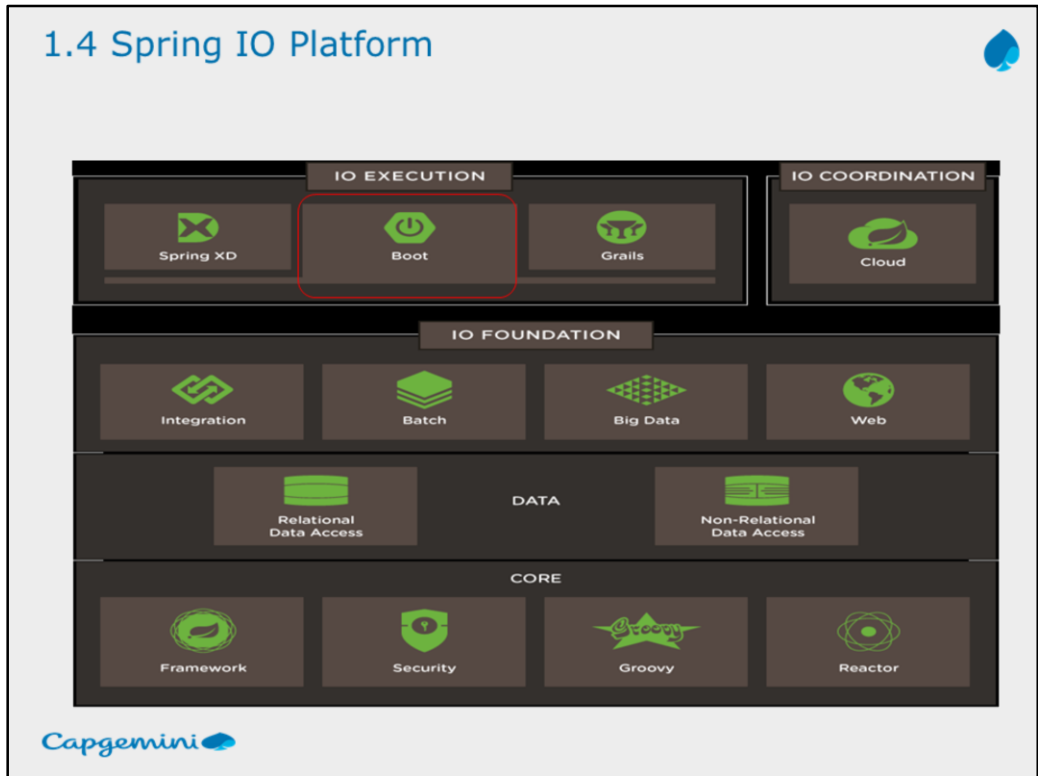 1.4 Spring IO Platform
IO EXECUTION
IO COORDINATION
Spring XD
Boot
Grails
Cloud
IO FOUNDATION
Integration
Batch
Big Data
Web
DATA
Relational
Data Access
Non-Relational
Data Access
CORE
Framework
Security
Groovy
Groovy
Reactor
Capgemini